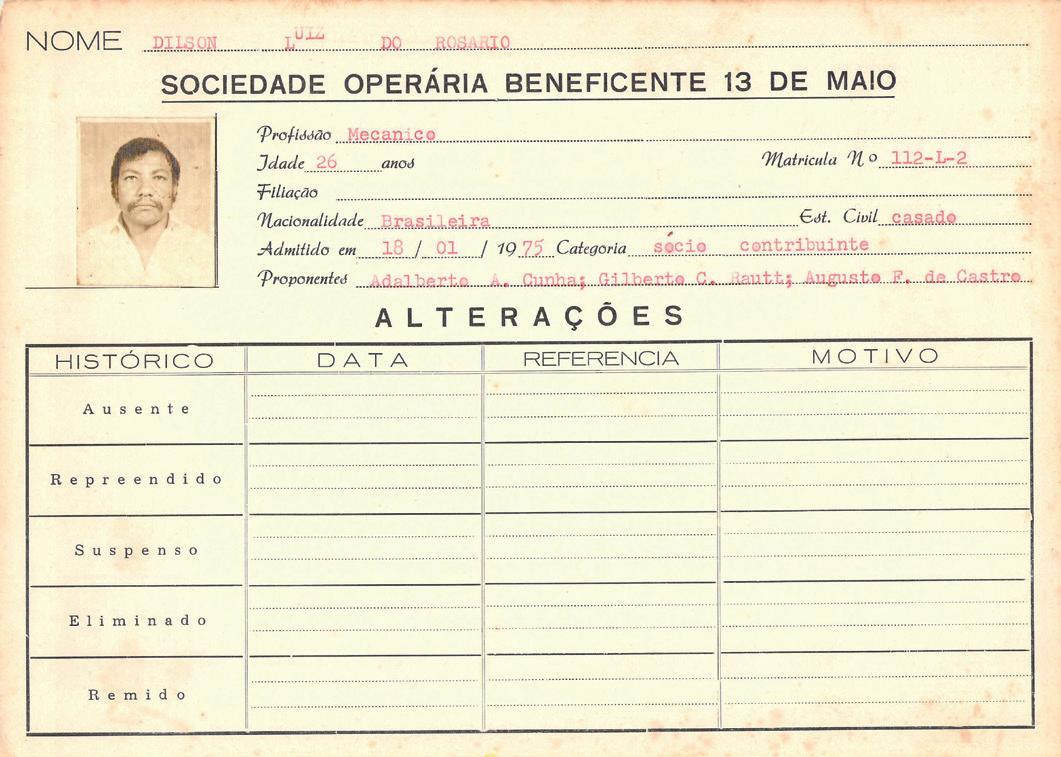 NOME DILSON LUIZ DO ROSARIO
SOCIEDADE OPERÁRIA BENEFICENTE 13 DE MAIO
Profissão Mecanico
Idade 26 anos Matricula Nº 112-L-2
Filiação
Nacionalidade Brasileira Est. Civil casado
Admitido em 18 / 01 / 1975 Categoria sócio contribuinte
Proponentes Adalberto A. Cunha; Gilberto C. Rautt; Augusto F. de Castro
ALTERAÇÕES
HISTÓRICO DATA REFERENCIA MOTIVO
Ausente
Repreendido
Suspenso
Eliminado
Remido